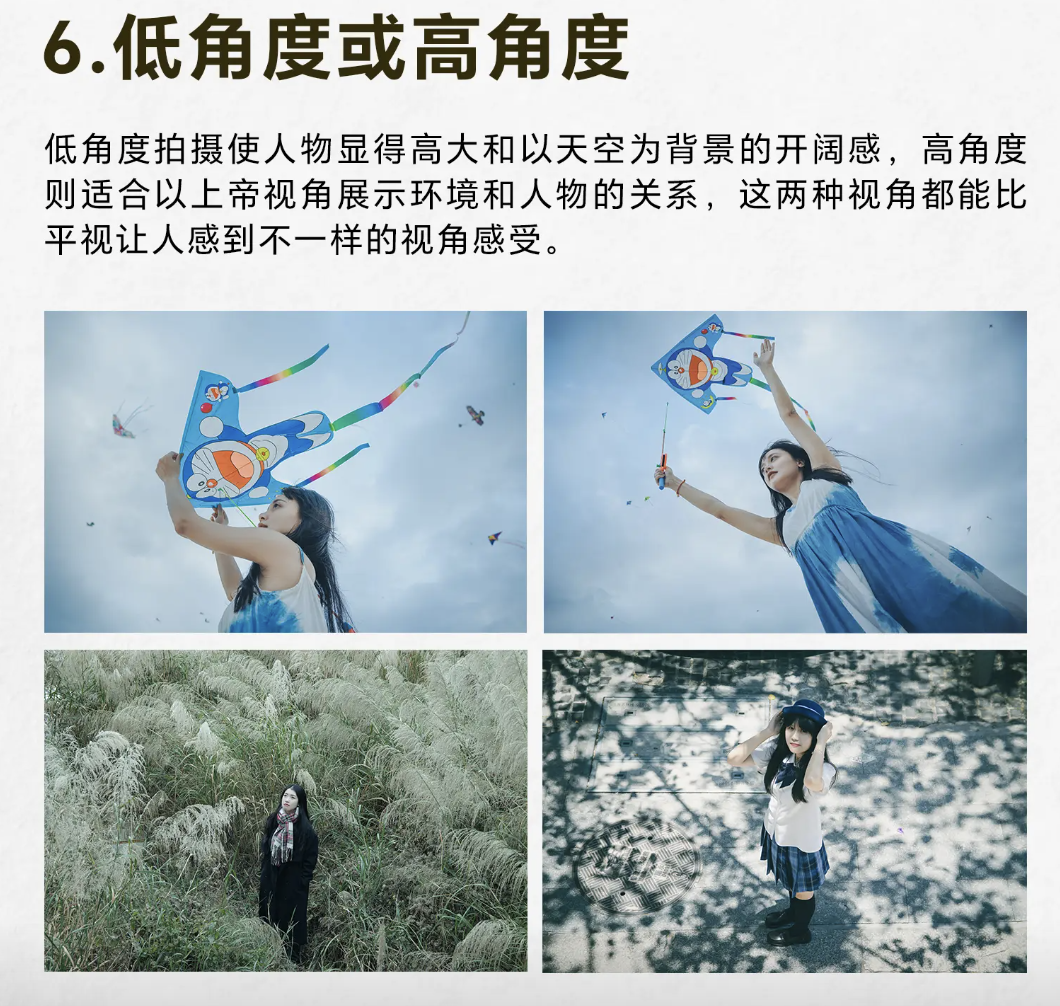 6.低角度或高角度
低角度拍摄使人物显得高大和以天空为背景的开阔感，高角度
则适合以上帝视角展示环境和人物的关系，这两种视角都能比
平视让人感到不一样的视角感受。